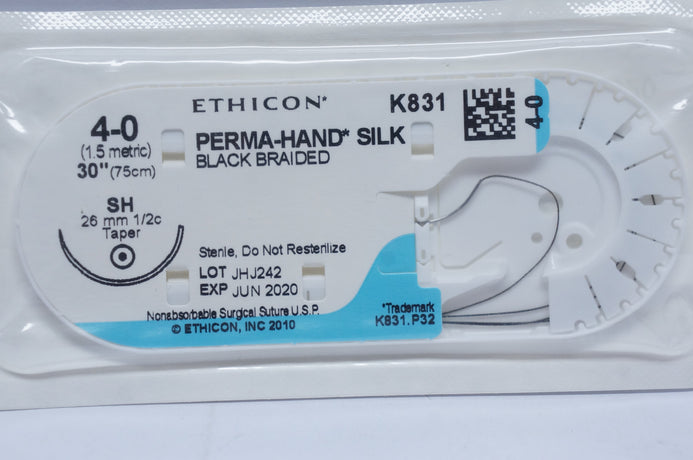 ETHICON*
K831
4-0
4-0
(1.5 metric)
30" (75cm)
PERMA-HAND* SILK
BLACK BRAIDED
SH
26 mm 1/2c
Taper
Sterile, Do Not Resterilize
LOT JHJ242
EXP JUN 2020
Nonabsorbable Surgical Suture U.S.P.
© ETHICON, INC 2010
*Trademark
K831.P32